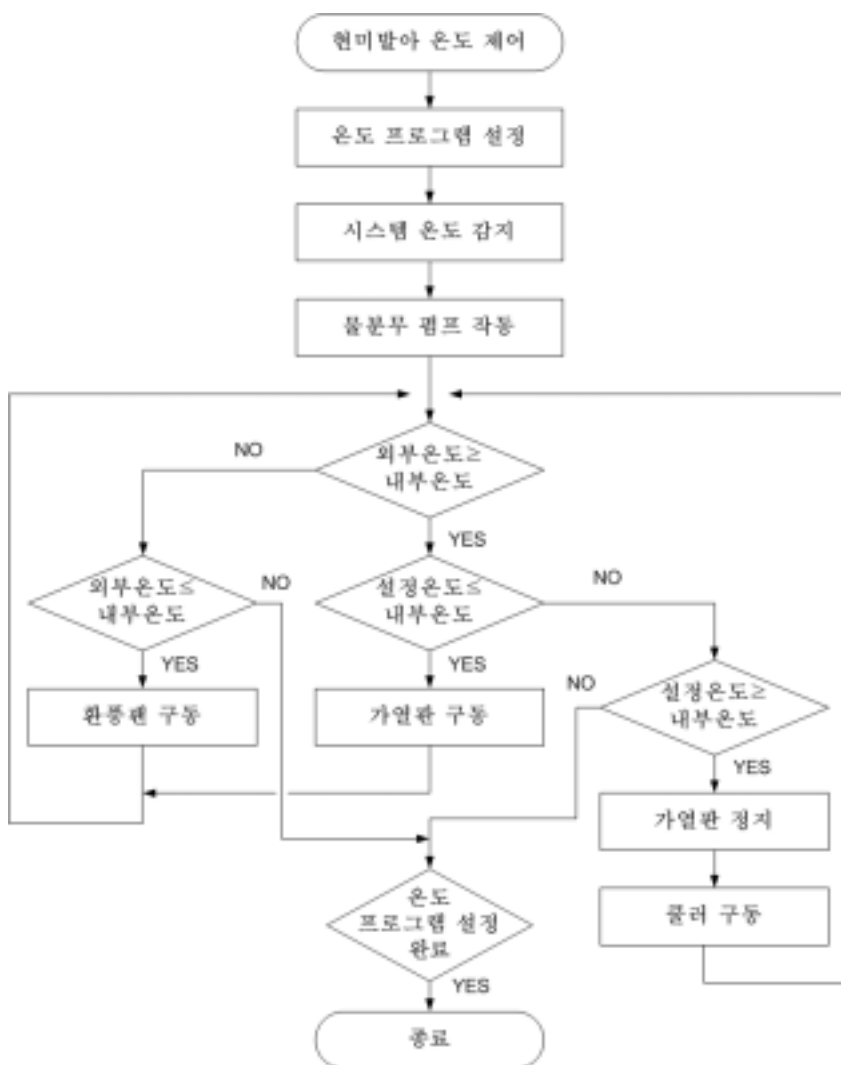 현미발아 온도 제어
온도 프로그램 설정
시스템 온도 감지
물분무 펌프 작동
NO
외부온도≥
내부온도
YES
외부온도≤
내부온도
NO
설정온도≤
내부온도
NO
YES
YES
NO
설정온도≥
내부온도
환풍팬 구동
가열판 구동
YES
가열판 정지
온도
프로그램 설정
완료
쿨러 구동
YES
종료